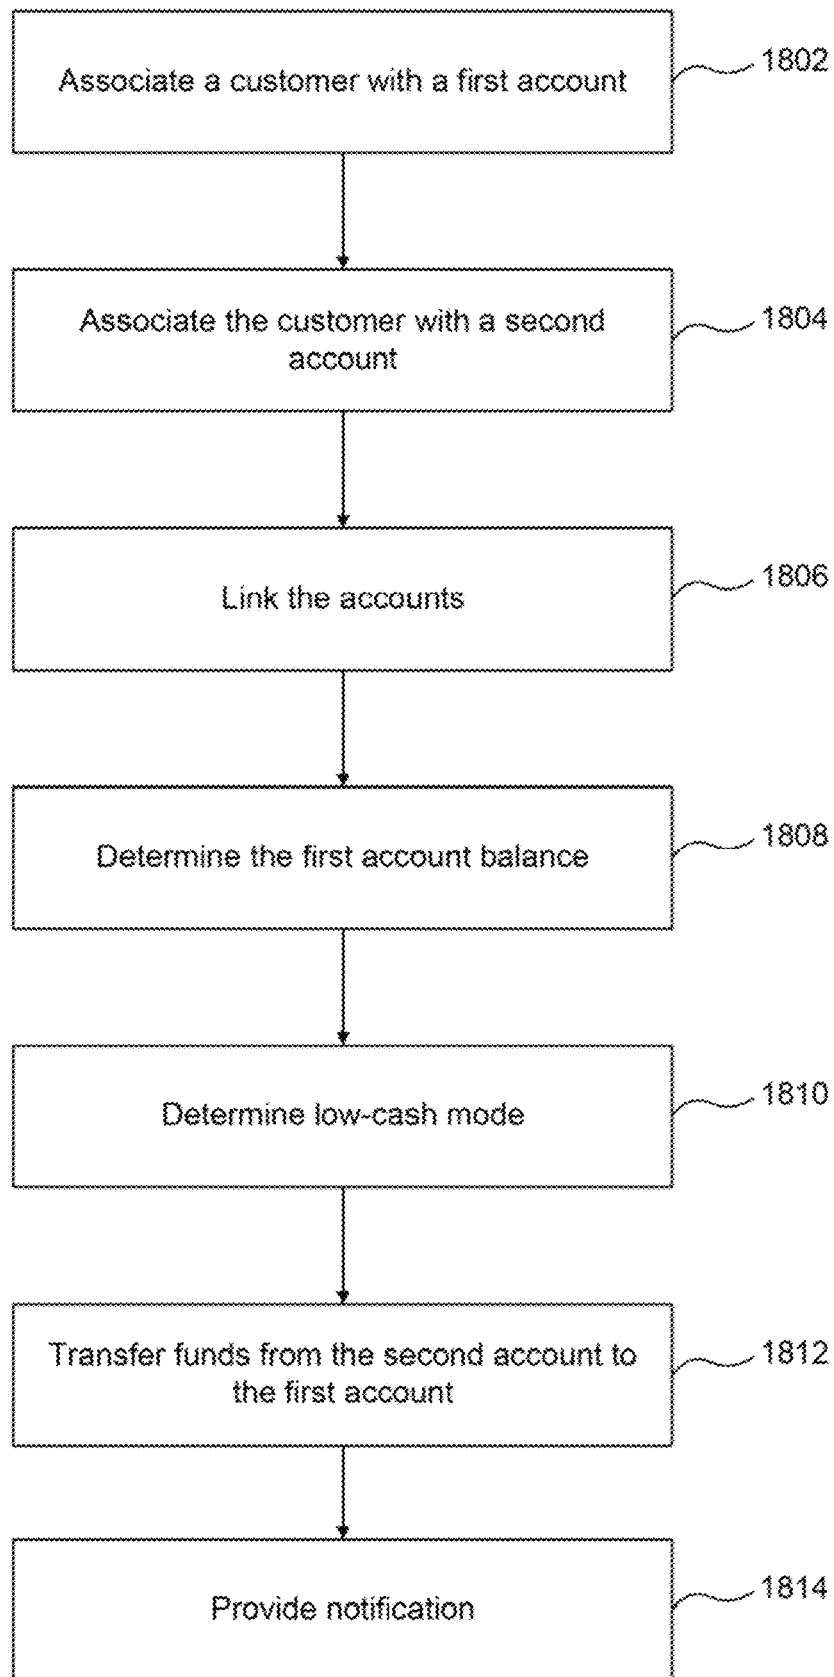 Associate a customer with a first account
1802
Associate the customer with a second
account
1804
Link the accounts
1806
Determine the first account balance
1808
Determine low-cash mode
1810
Transfer funds from the second account to
the first account
1812
Provide notification
1814